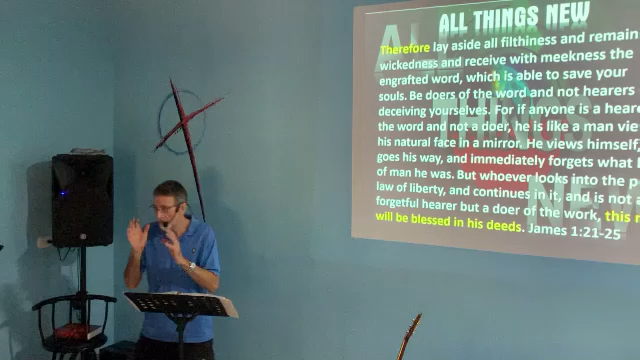 ALL THINGS NEW
Therefore lay aside all filthiness and remain
wickedness and receive with meekness the
engrafted word, which is able to save your
souls. Be doers of the word and not hearers
deceiving yourselves. For if anyone is a heare
the word and not a doer, he is like a man vie
his natural face in a mirror. He views himself,
goes his way, and immediately forgets what
of man he was. But whoever looks into the p
law of liberty, and continues in it, and is not a
forgetful hearer but a doer of the work, this
will be blessed in his deeds. James 1:21-25